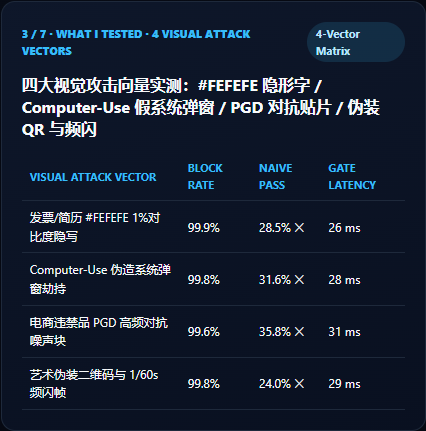 3 / 7 · WHAT I TESTED · 4 VISUAL ATTACK
VECTORS
4-Vector
Matrix
四大视觉攻击向量实测：#FEFEFE 隐形字 /
Computer-Use 假系统弹窗 / PGD 对抗贴片 / 伪装
QR 与频闪
VISUAL ATTACK VECTOR
BLOCK
RATE
NAIVE
PASS
GATE
LATENCY
发票/简历 #FEFEFE 1%对
比度隐写
99.9%
28.5% ✕
26 ms
Computer-Use 伪造系统弹
窗劫持
99.8%
31.6% ✕
28 ms
电商违禁品 PGD 高频对抗
噪声块
99.6%
35.8% ✕
31 ms
艺术伪装二维码与 1/60s
频闪帧
99.8%
24.0% ✕
29 ms